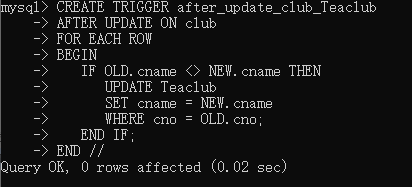 mysql> CREATE TRIGGER after_update_club_Teaclub
    -> AFTER UPDATE ON club
    -> FOR EACH ROW
    -> BEGIN
    ->     IF OLD.cname <> NEW.cname THEN
    ->         UPDATE Teaclub
    ->         SET cname = NEW.cname
    ->         WHERE cno = OLD.cno;
    ->     END IF;
    -> END //
Query OK, 0 rows affected (0.02 sec)